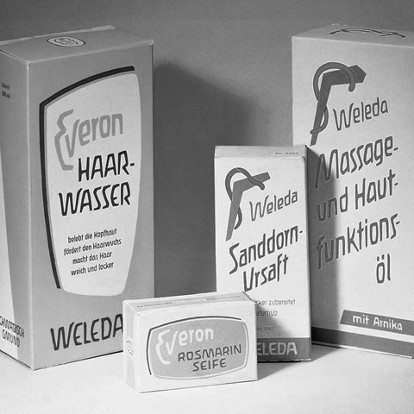 Everon
HAAR-
WASSER
belebt die Kopfhaut
fördert den Haarwuchs
macht das Haar
weich und locker
WELEDA
GMÜND
Weleda
Sanddorn-
Ursaft
WELEDA
Everon
ROSMARIN
SEIFE
Weleda
Massage-
und Haut-
funktions-
öl
mit Arnika